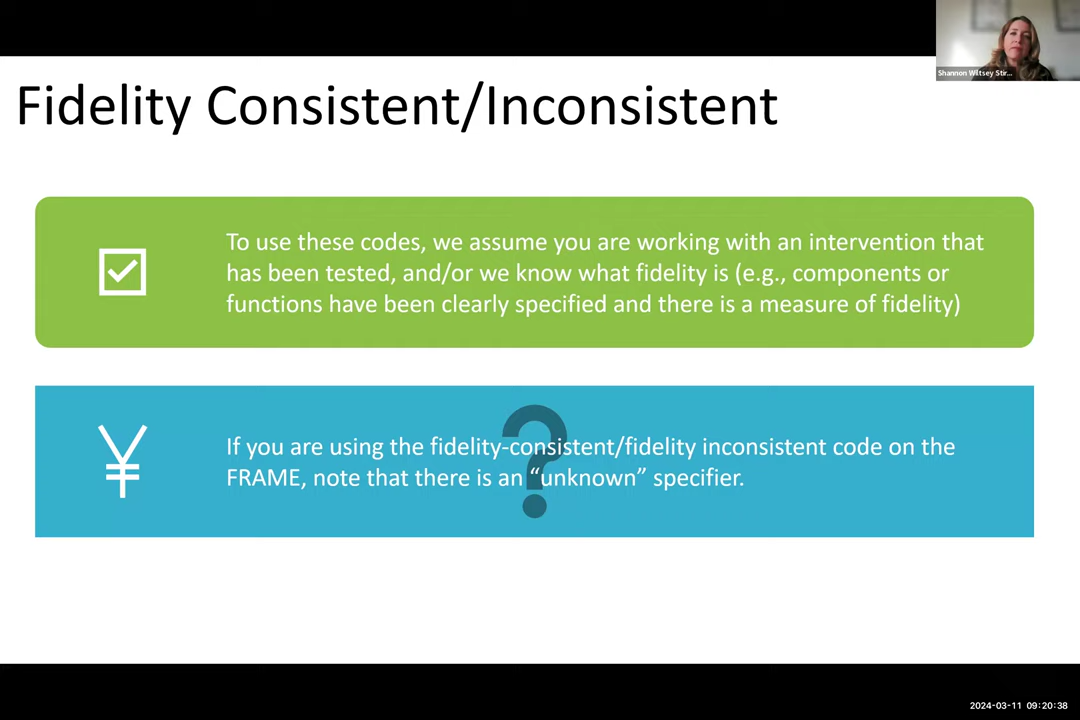 Shannon Wiltsey Stir...
Fidelity Consistent/Inconsistent
To use these codes, we assume you are working with an intervention that
has been tested, and/or we know what fidelity is (e.g., components or
functions have been clearly specified and there is a measure of fidelity)
¥
?
If you are using the fidelity-consistent/fidelity inconsistent code on the
FRAME, note that there is an “unknown” specifier.
2024-03-11 09:20:38